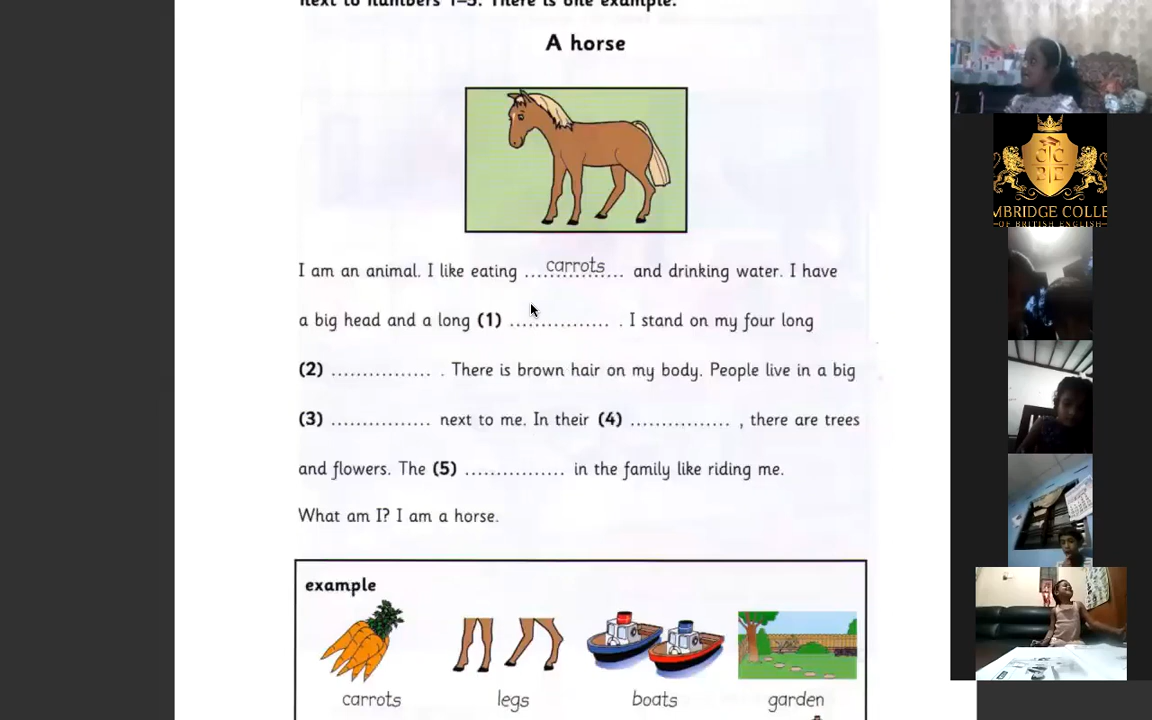 next to numbers 1–5. There is one example.
A horse
I am an animal. I like eating ....carrots.... and drinking water. I have
a big head and a long (1) ................ . I stand on my four long
(2) ................ . There is brown hair on my body. People live in a big
(3) ................ next to me. In their (4) ................ , there are trees
and flowers. The (5) ................ in the family like riding me.
What am I? I am a horse.
example
carrots legs boats garden
MBRIDGE COLLE
OF BRITISH ENGLISH